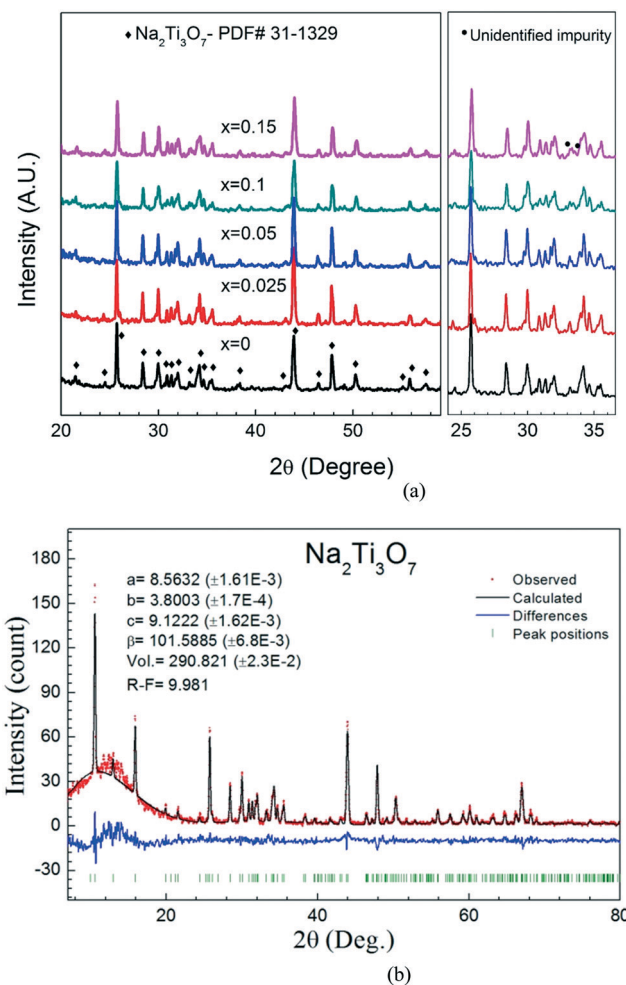 (a)
♦ Na₂Ti₃O₇- PDF# 31-1329
• Unidentified impurity
Intensity (A.U.)
x=0.15
x=0.1
x=0.05
x=0.025
x=0
20 30 40 50
25 30 35
2θ (Degree)
(a)
Na₂Ti₃O₇
a= 8.5632 (±1.61E-3)
b= 3.8003 (±1.7E-4)
c= 9.1222 (±1.62E-3)
β= 101.5885 (±6.8E-3)
Vol.= 290.821 (±2.3E-2)
R-F= 9.981
Observed
Calculated
Differences
Peak positions
Intensity (count)
180
150
120
90
60
30
0
-30
20 40 60 80
2θ (Deg.)
(b)